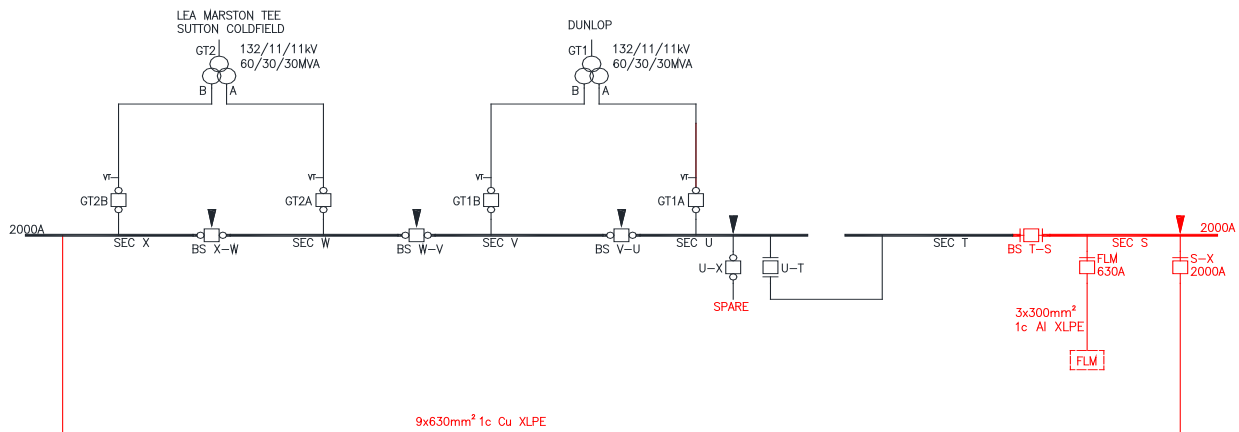 LEA MARSTON TEE
SUTTON COLDFIELD
GT2
132/11/11kV
60/30/30MVA
B
A
DUNLOP
GT1
132/11/11kV
60/30/30MVA
B
A
VT
VT
VT
VT
GT2B
GT2A
GT1B
GT1A
2000A
SEC X
BS X-W
SEC W
BS W-V
SEC V
BS V-U
SEC U
U-X
U-T
SPARE
SEC T
BS T-S
SEC S
2000A
FLM
630A
S-X
2000A
3x300mm²
1c Al XLPE
FLM
9x630mm² 1c Cu XLPE